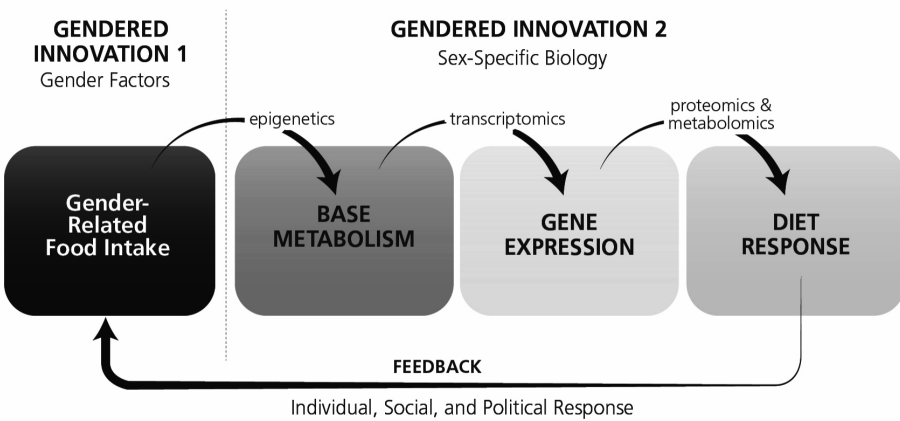 GENDERED
INNOVATION 1
Gender Factors
GENDERED INNOVATION 2
Sex-Specific Biology
epigenetics
transcriptomics
proteomics &
metabolomics
Gender-
Related
Food Intake
BASE
METABOLISM
GENE
EXPRESSION
DIET
RESPONSE
FEEDBACK
Individual, Social, and Political Response